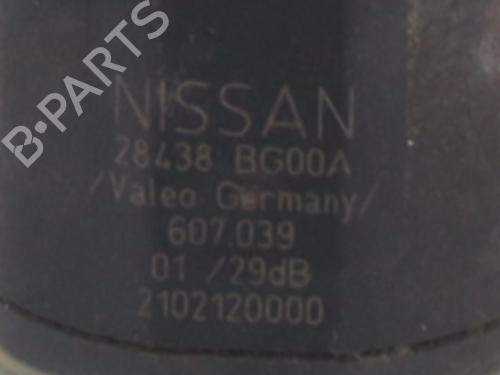 B-PARTS
NISSAN
28438 BG00A
/Valeo Germany/
607.039
01 /29dB
2102120000